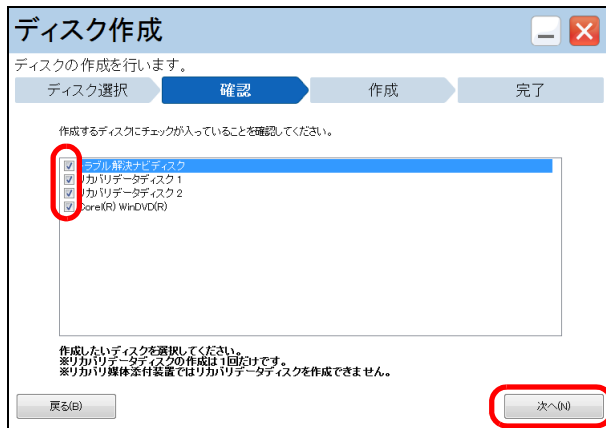 ディスク作成
ディスクの作成を行います。
ディスク選択 確認 作成 完了
作成するディスクにチェックが入っていることを確認してください。
ラブル解決ナビディスク
リカバリデータディスク 1
リカバリデータディスク 2
Corel(R) WinDVD(R)
作成したいディスクを選択してください。
※リカバリデータディスクの作成は1回だけです。
※リカバリ媒体添付装置ではリカバリデータディスクを作成できません。
戻る(B) 次へ(N)